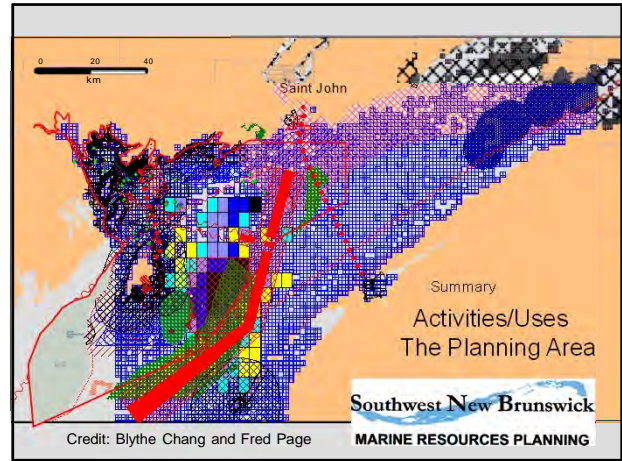 0 20 40
km
Saint John
Summary
Activities/Uses
The Planning Area
Southwest New Brunswick
MARINE RESOURCES PLANNING
Credit: Blythe Chang and Fred Page